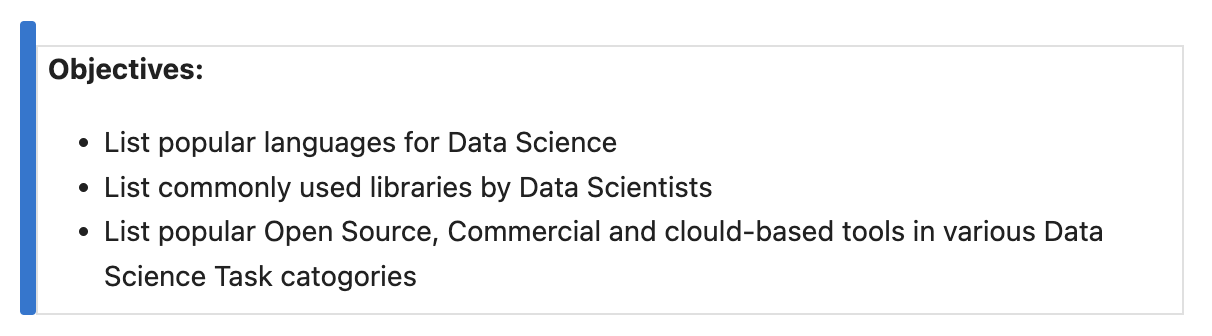 Objectives:
• List popular languages for Data Science
• List commonly used libraries by Data Scientists
• List popular Open Source, Commercial and clould-based tools in various Data
Science Task catogories